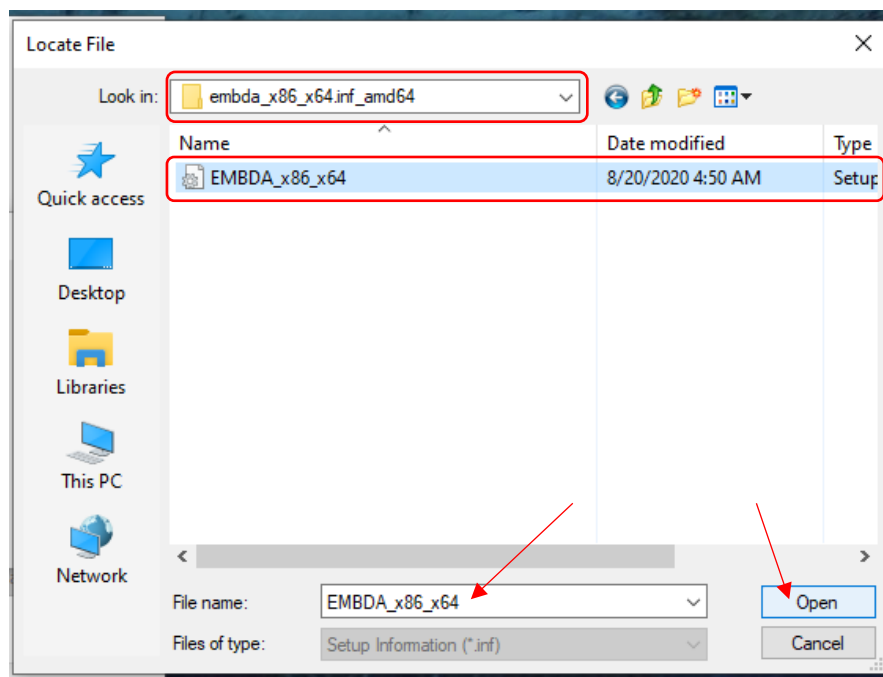 Locate File
Look in: embda_x86_x64.inf_amd64
Name Date modified Type
EMBDA_x86_x64 8/20/2020 4:50 AM Setup
Quick access
Desktop
Libraries
This PC
Network
File name: EMBDA_x86_x64 Open
Files of type: Setup Information (*.inf) Cancel